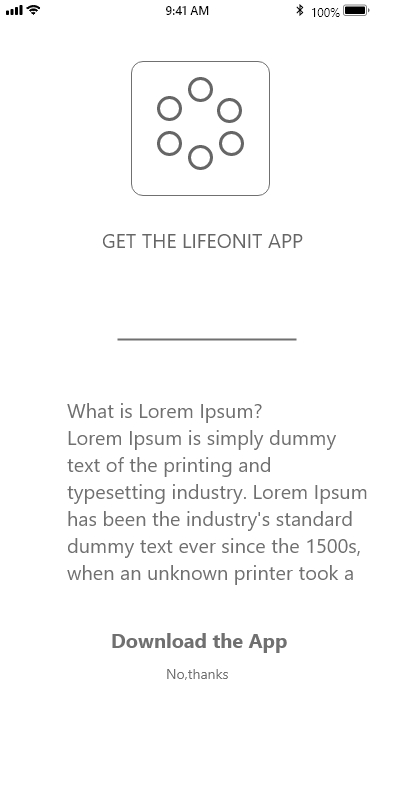 9:41 AM 100%
GET THE LIFEONIT APP
What is Lorem Ipsum?
Lorem Ipsum is simply dummy
text of the printing and
typesetting industry. Lorem Ipsum
has been the industry's standard
dummy text ever since the 1500s,
when an unknown printer took a
Download the App
No,thanks